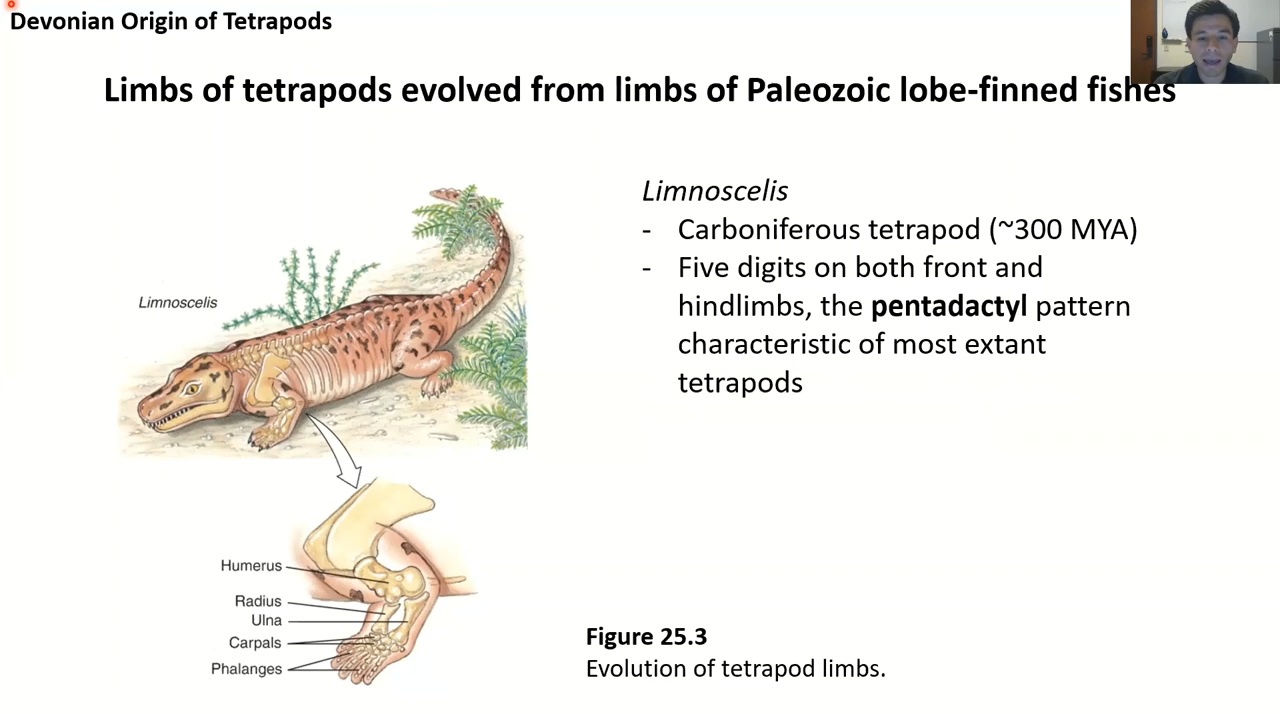 Devonian Origin of Tetrapods
Limbs of tetrapods evolved from limbs of Paleozoic lobe-finned fishes
Limnoscelis
- Carboniferous tetrapod (~300 MYA)
- Five digits on both front and
hindlimbs, the pentadactyl pattern
characteristic of most extant
tetrapods
Limnoscelis
Humerus
Radius
Ulna
Carpals
Phalanges
Figure 25.3
Evolution of tetrapod limbs.